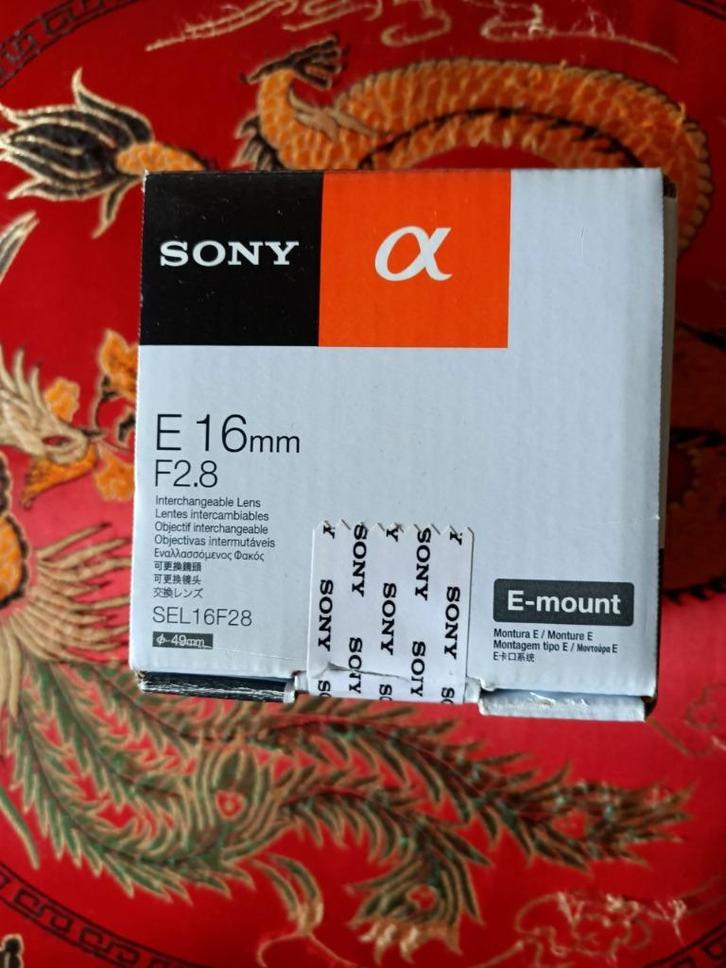 SONY α
E 16mm
F2.8
Interchangeable Lens
Lentes intercambiables
Objectif interchangeable
Objectivas intermutáveis
Εναλλασσόμενος Φακός
可更換鏡頭
可更换镜头
交換レンズ
SEL16F28
ϕ 49mm
E-mount
Montura E / Monture E
Montagem tipo E / Μοντούρα E
E卡口系统
SONY SONY SONY SONY SONY